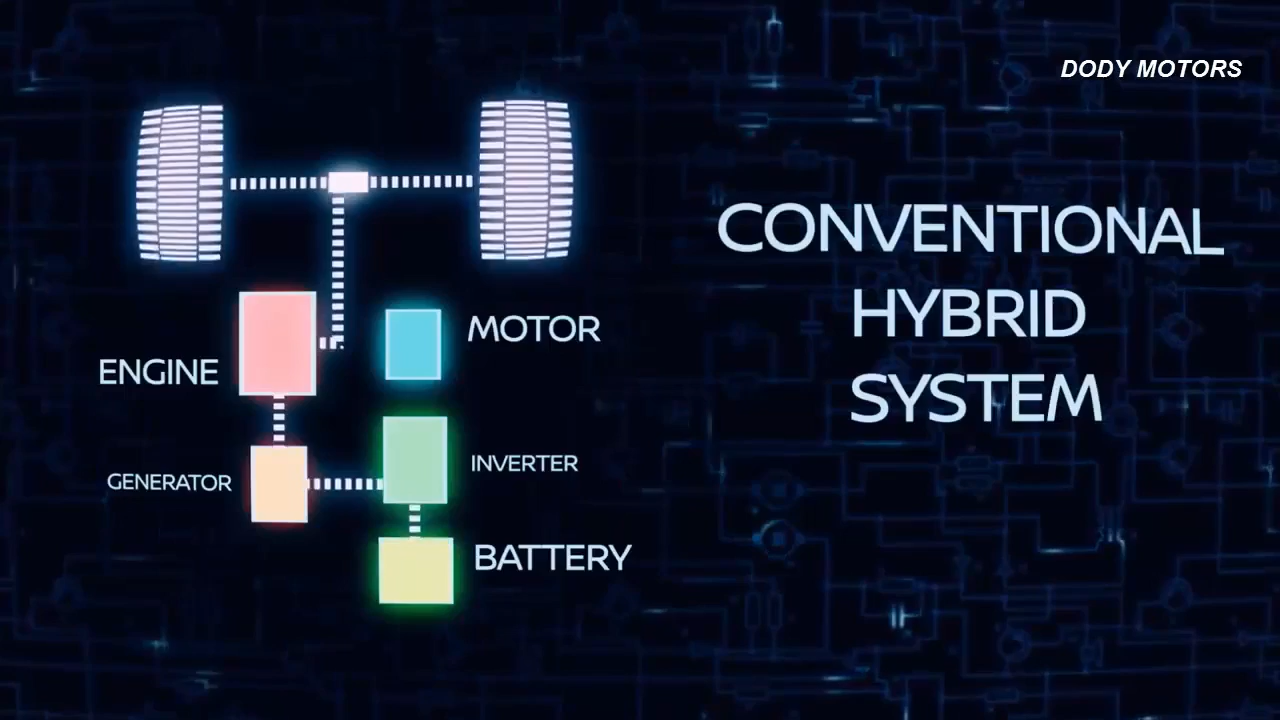 DODY MOTORS
CONVENTIONAL
HYBRID
SYSTEM
MOTOR
ENGINE
INVERTER
GENERATOR
BATTERY